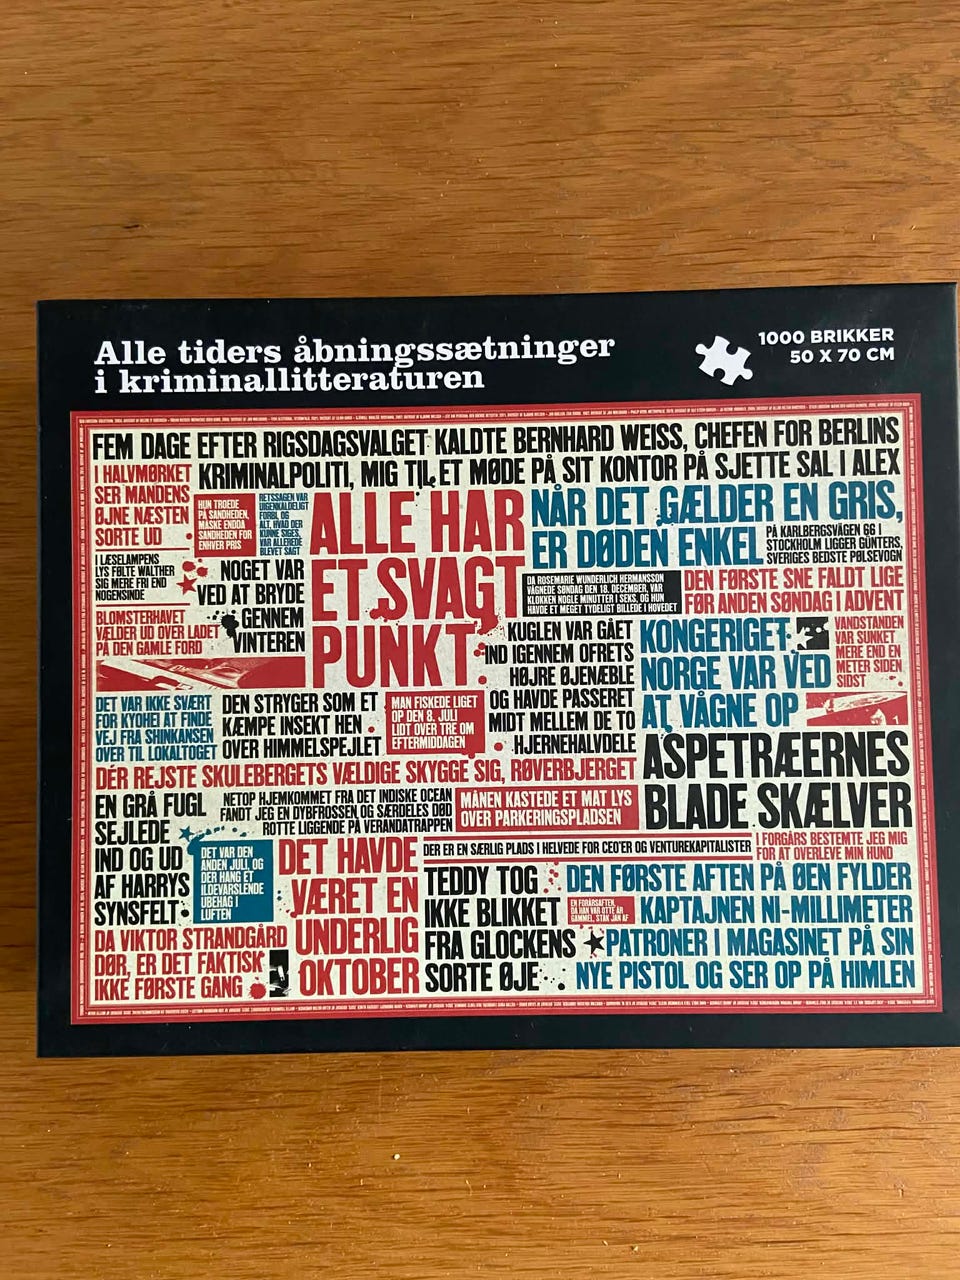 Alle tiders åbningssætninger
i kriminallitteraturen
1000 BRIKKER
50 X 70 CM
FEM DAGE EFTER RIGSDAGSVALGET KALDTE BERNHARD WEISS, CHEFEN FOR BERLINS
KRIMINALPOLITI, MIG TIL ET MØDE PÅ SIT KONTOR PÅ SJETTE SAL I ALEX
I HALVMØRKET
SER MANDENS
ØJNE NÆSTEN
SORTE UD
HUN TROEDE
PÅ SANDHEDEN,
MÅSKE ENDDA
SANDHEDEN FOR
ENHVER PRIS
RETSSAGEN VAR
UIGENKALDELIGT
FORBI, OG
ALT, HVAD DER
KUNNE SIGES,
VAR ALLEREDE
BLEVET SAGT
ALLE HAR
ET SVAGT
PUNKT
NÅR DET GÆLDER EN GRIS,
ER DØDEN ENKEL
PÅ KARLBERGSVÄGEN 66 I
STOCKHOLM LIGGER GÜNTERS,
SVERIGES BEDSTE PØLSEVOGN
I LÆSELAMPENS
LYS FØLTE WALTHER
SIG MERE FRI END
NOGENSINDE
NOGET VAR
VED AT BRYDE
GENNEM
VINTEREN
DA ROSEMARIE WUNDERLICH HERMANSSON
VÅGNEDE SØNDAG DEN 18. DECEMBER, VAR
KLOKKEN NOGLE MINUTTER I SEKS, OG HUN
HAVDE ET MEGET TYDELIGT BILLEDE I HOVEDET
DEN FØRSTE SNE FALDT LIGE
FØR ANDEN SØNDAG I ADVENT
BLOMSTERHAVET
VÆLDER UD OVER LADET
PÅ DEN GAMLE FORD
KUGLEN VAR GÅET
IND IGENNEM OFRETS
HØJRE ØJENÆBLE
OG HAVDE PASSERET
MIDT MELLEM DE TO
HJERNEHALVDELE
KONGERIGET
NORGE VAR VED
AT VÅGNE OP
VANDSTANDEN
VAR SUNKET
MERE END EN
METER SIDEN
SIDST
DET VAR IKKE SVÆRT
FOR KYOHEI AT FINDE
VEJ FRA SHINKANSEN
OVER TIL LOKALTOGET
DEN STRYGER SOM ET
KÆMPE INSEKT HEN
OVER HIMMELSPEJLET
MAN FISKEDE LIGET
OP DEN 8. JULI
LIDT OVER TRE OM
EFTERMIDDAGEN
ASPETRÆERNES
BLADE SKÆLVER
DER REJSTE SKULEBERGETS VÆLDIGE SKYGGE SIG, RØVERBJERGET
EN GRÅ FUGL
SEJLEDE
IND OG UD
AF HARRYS
SYNSFELT
NETOP HJEMKOMMET FRA DET INDISKE OCEAN
FANDT JEG EN DYBFROSSEN OG SÆRDELES DØD
ROTTE LIGGENDE PÅ VERANDATRAPPEN
MÅNEN KASTEDE ET MAT LYS
OVER PARKERINGSPLADSEN
DET VAR DEN
ANDEN JULI, OG
DER HANG ET
ILDEVARSLENDE
UBEHAG I
LUFTEN
DET HAVDE
VÆRET EN
UNDERLIG
OKTOBER
DER ER EN SÆRLIG PLADS I HELVEDE FOR CEO'ER OG VENTUREKAPITALISTER
I FORGÅRS BESTEMTE JEG MIG
FOR AT OVERLEVE MIN HUND
TEDDY TOG
IKKE BLIKKET
FRA GLOCKENS
SORTE ØJE
EN FORÅRSAFTEN,
DA HAN VAR OTTE ÅR
GAMMEL, STAK JAN AF
DEN FØRSTE AFTEN PÅ ØEN FYLDER
KAPTAJNEN NI-MILLIMETER
PATRONER I MAGASINET PÅ SIN
NYE PISTOL OG SER OP PÅ HIMLEN
DA VIKTOR STRANDGÅRD
DØR, ER DET FAKTISK
IKKE FØRSTE GANG